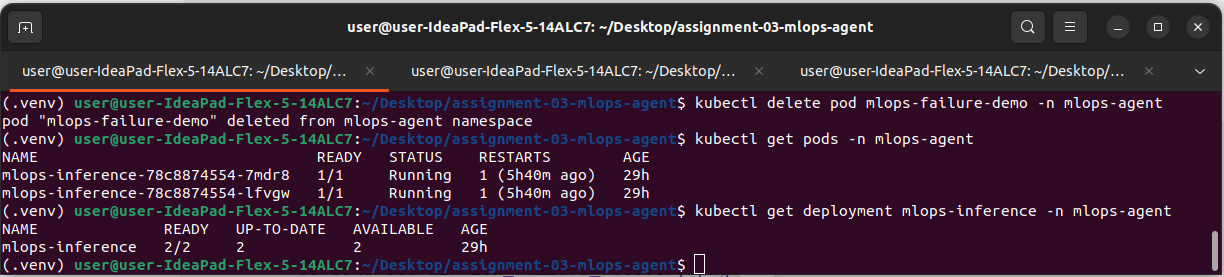 user@user-IdeaPad-Flex-5-14ALC7: ~/Desktop/assignment-03-mlops-agent
user@user-IdeaPad-Flex-5-14ALC7: ~/Desktop/... user@user-IdeaPad-Flex-5-14ALC7: ~/Desktop/... user@user-IdeaPad-Flex-5-14ALC7: ~/Desktop/...
(.venv) user@user-IdeaPad-Flex-5-14ALC7:~/Desktop/assignment-03-mlops-agent$ kubectl delete pod mlops-failure-demo -n mlops-agent
pod "mlops-failure-demo" deleted from mlops-agent namespace
(.venv) user@user-IdeaPad-Flex-5-14ALC7:~/Desktop/assignment-03-mlops-agent$ kubectl get pods -n mlops-agent
NAME                               READY   STATUS    RESTARTS        AGE
mlops-inference-78c8874554-7mdr8   1/1     Running   1 (5h40m ago)   29h
mlops-inference-78c8874554-lfvgw   1/1     Running   1 (5h40m ago)   29h
(.venv) user@user-IdeaPad-Flex-5-14ALC7:~/Desktop/assignment-03-mlops-agent$ kubectl get deployment mlops-inference -n mlops-agent
NAME              READY   UP-TO-DATE   AVAILABLE   AGE
mlops-inference   2/2     2            2           29h
(.venv) user@user-IdeaPad-Flex-5-14ALC7:~/Desktop/assignment-03-mlops-agent$